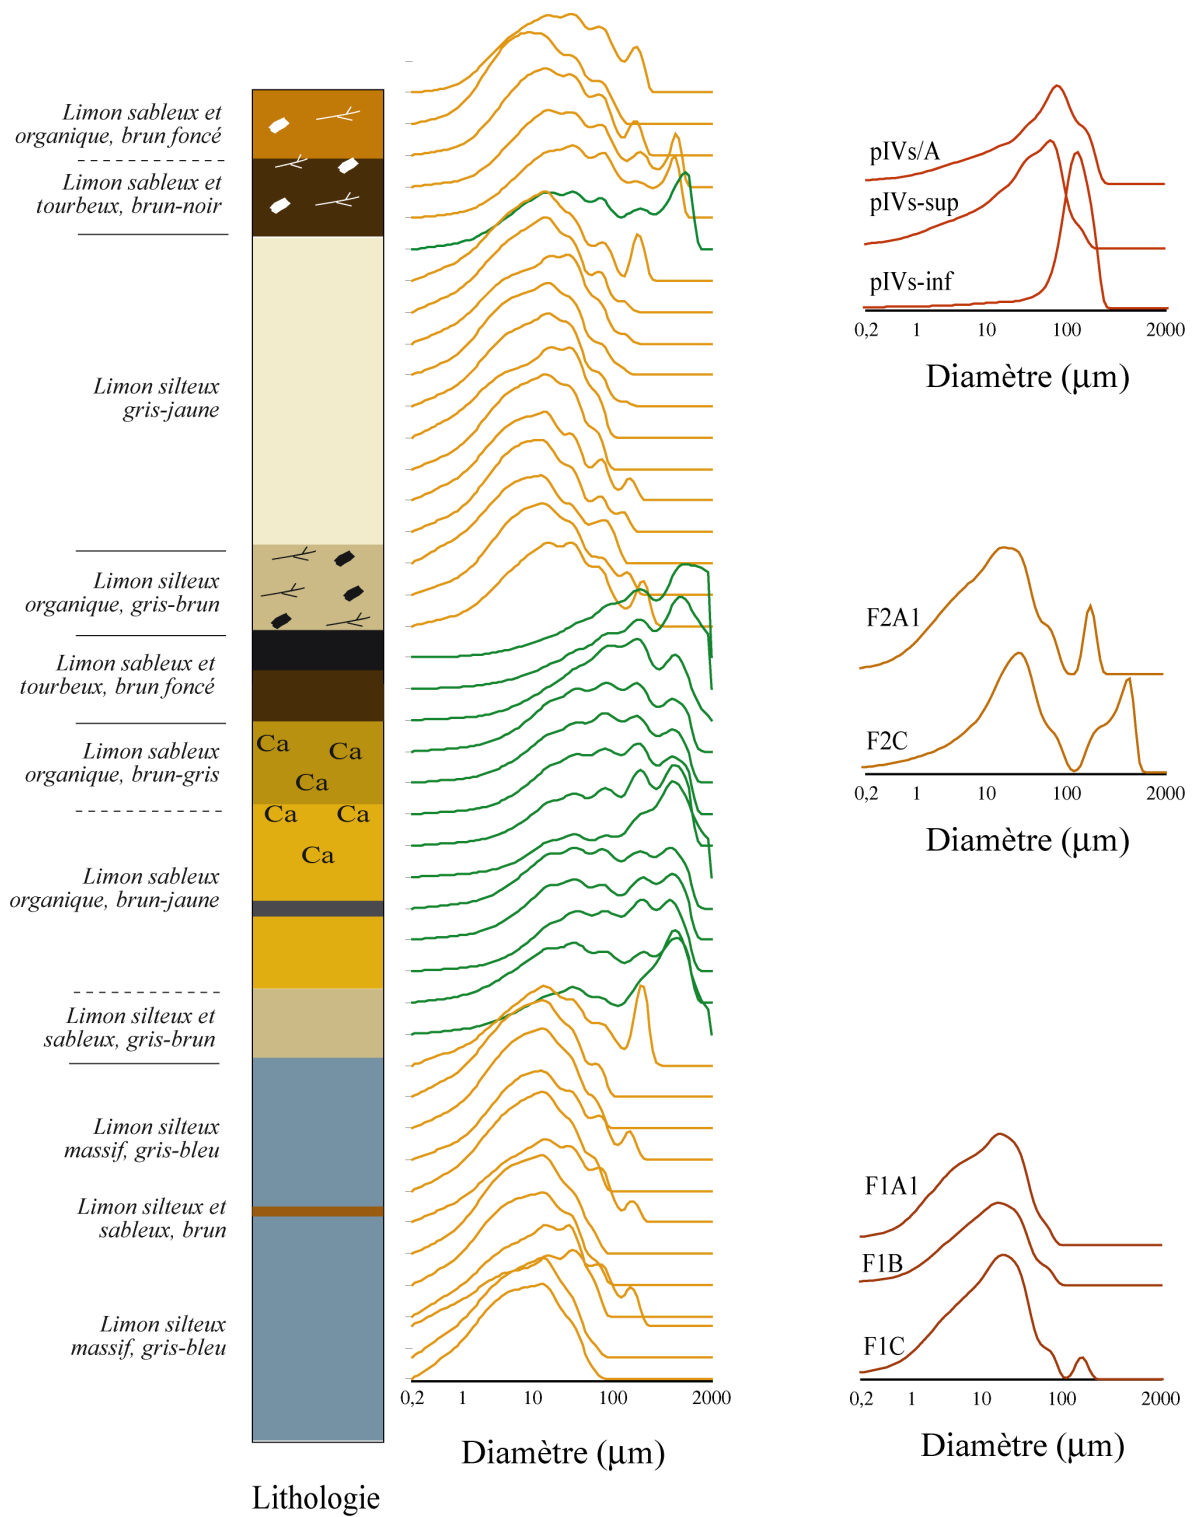 Limon sableux et
organique, brun foncé
Limon sableux et
tourbeux, brun-noir
Limon silteux
gris-jaune
Limon silteux
organique, gris-brun
Limon sableux et
tourbeux, brun foncé
Limon sableux
organique, brun-gris
Limon sableux
organique, brun-jaune
Limon silteux et
sableux, gris-brun
Limon silteux
massif, gris-bleu
Limon silteux et
sableux, brun
Limon silteux
massif, gris-bleu
Ca
Ca
Ca
Ca
Ca
Ca
Lithologie
0,2 1 10 100 2000
Diamètre (μm)
pIVs/A
pIVs-sup
pIVs-inf
0,2 1 10 100 2000
Diamètre (μm)
F2A1
F2C
0,2 1 10 100 2000
Diamètre (μm)
F1A1
F1B
F1C
0,2 1 10 100 2000
Diamètre (μm)